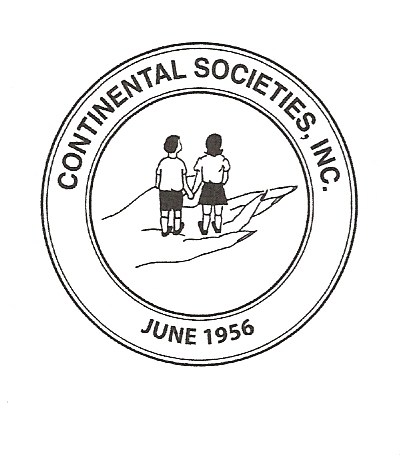 CONTINENTAL SOCIETIES, INC.
JUNE 1956